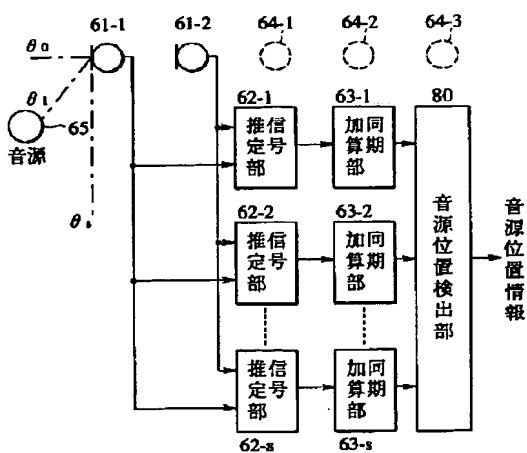 61-1
61-2
64-1
64-2
64-3
θ0
θ1
65
音源
θs
62-1
信号推定部
63-1
同期加算部
80
音源位置検出部
音源位置情報
62-2
信号推定部
63-2
同期加算部
信号推定部
62-s
同期加算部
63-s